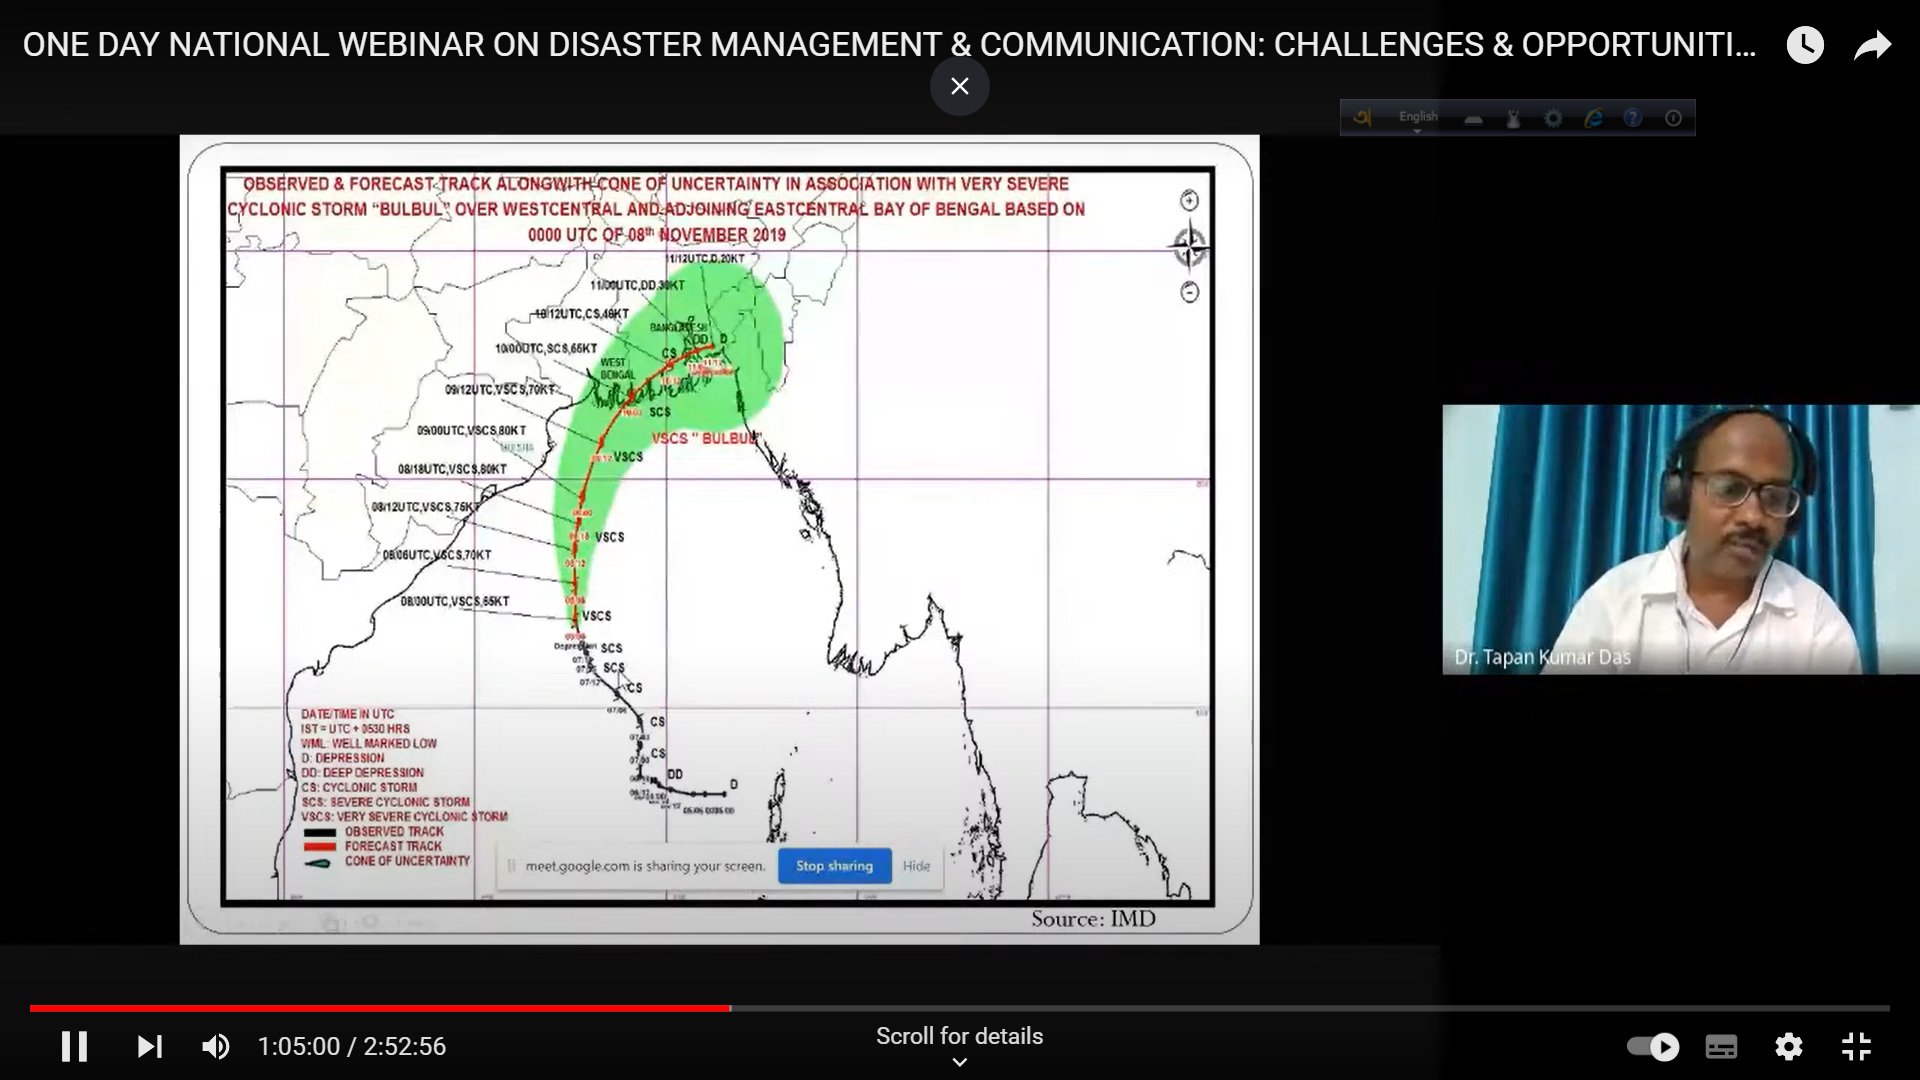 ONE DAY NATIONAL WEBINAR ON DISASTER MANAGEMENT & COMMUNICATION: CHALLENGES & OPPORTUNITI...
English
OBSERVED & FORECAST TRACK ALONGWITH CONE OF UNCERTAINTY IN ASSOCIATION WITH VERY SEVERE
CYCLONIC STORM “BULBUL” OVER WESTCENTRAL AND ADJOINING EASTCENTRAL BAY OF BENGAL BASED ON
0000 UTC OF 08th NOVEMBER 2019
11/12UTC,D,20KT
11/00UTC,DD,30KT
10/12UTC,CS,40KT
BANGLADESH
DD D
10/00UTC,SCS,55KT
CS
WEST
BENGAL
09/12UTC,VSCS,70KT
SCS
09/00UTC,VSCS,80KT
VSCS " BULBUL"
VSCS
08/18UTC,VSCS,80KT
08/12UTC,VSCS,75KT
VSCS
08/06UTC,VSCS,70KT
08/00UTC,VSCS,65KT
VSCS
SCS
SCS
CS
CS
CS
DD
D
DATE/TIME IN UTC
IST = UTC + 0530 HRS
WML: WELL MARKED LOW
D: DEPRESSION
DD: DEEP DEPRESSION
CS: CYCLONIC STORM
SCS: SEVERE CYCLONIC STORM
VSCS: VERY SEVERE CYCLONIC STORM
OBSERVED TRACK
FORECAST TRACK
CONE OF UNCERTAINTY
meet.google.com is sharing your screen.
Stop sharing
Hide
Source: IMD
Dr. Tapan Kumar Das
1:05:00 / 2:52:56
Scroll for details